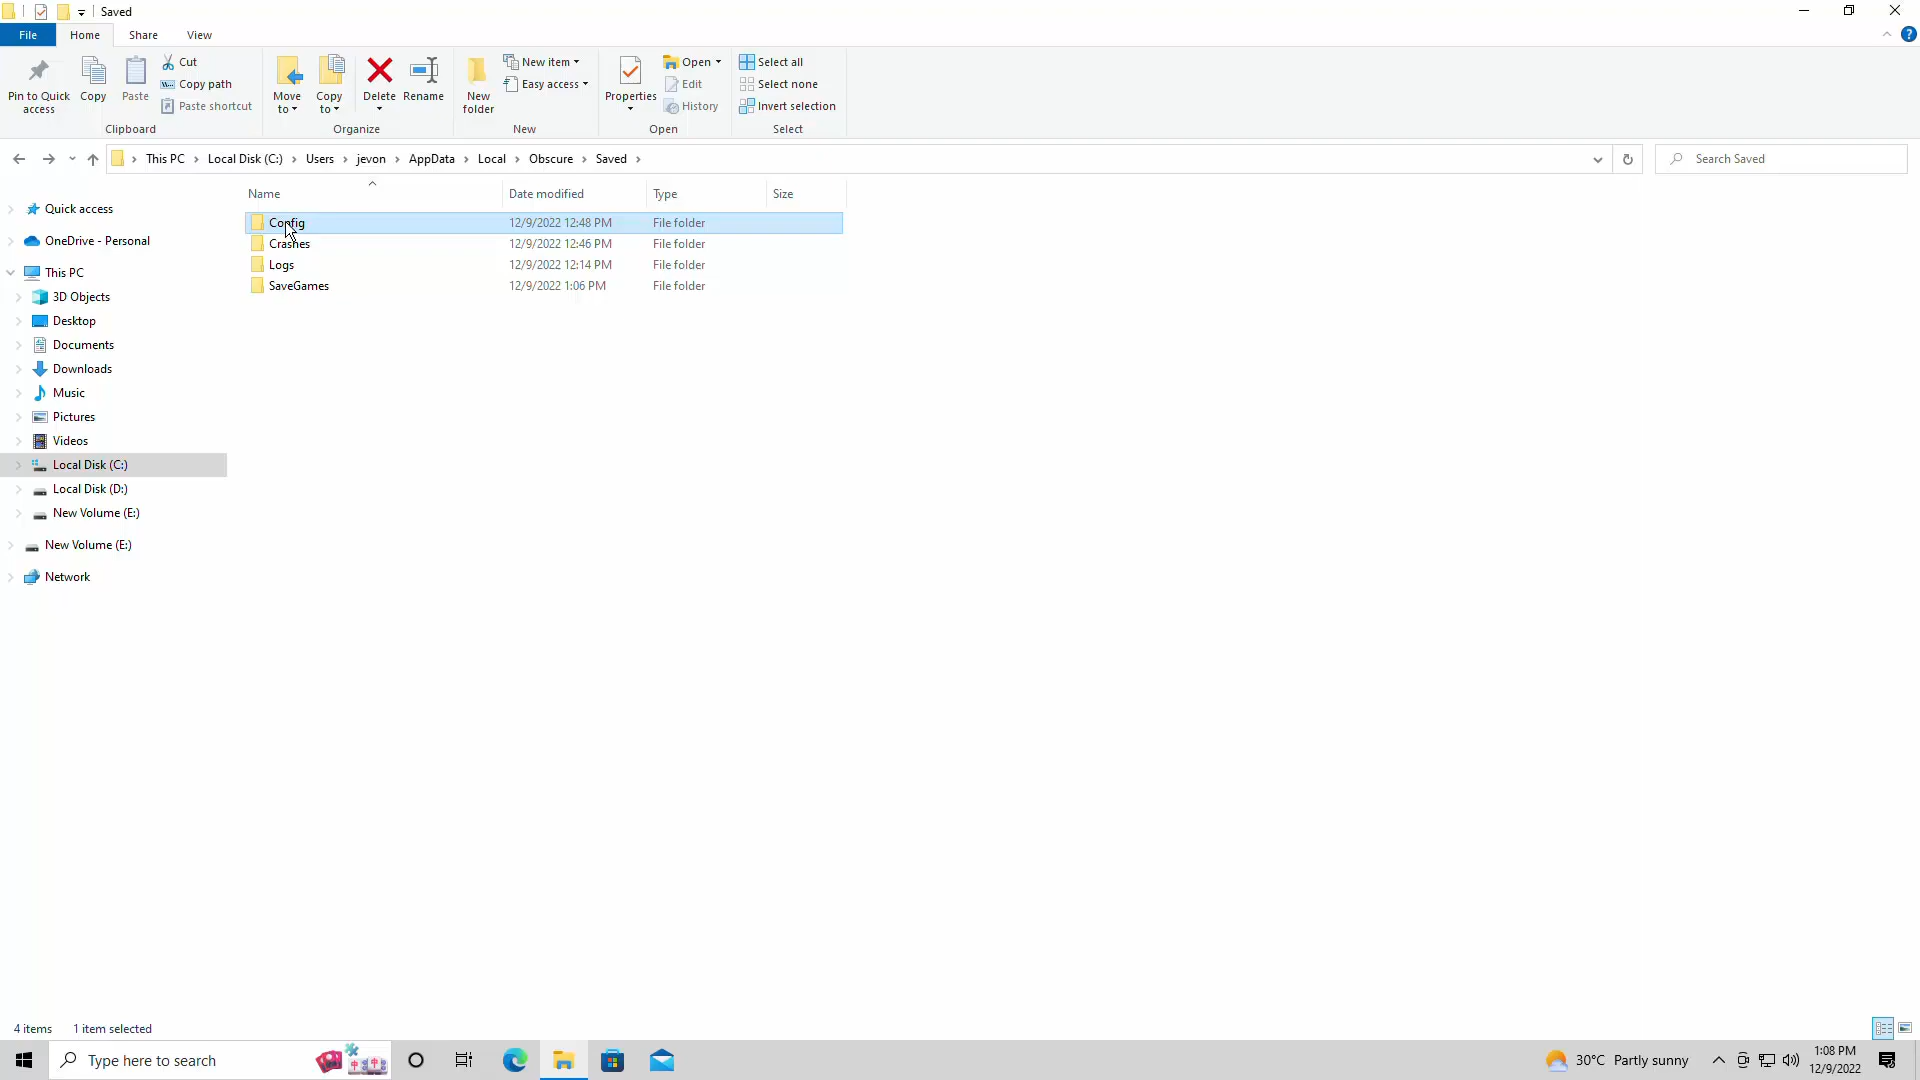 Saved
File
Home
Share
View
Pin to Quick access
Copy
Paste
Cut
Copy path
Paste shortcut
Clipboard
Move to
Copy to
Delete
Rename
Organize
New folder
New item
Easy access
New
Properties
Open
Edit
History
Open
Select all
Select none
Invert selection
Select
This PC
Local Disk (C:)
Users
jevon
AppData
Local
Obscure
Saved
Search Saved
Name
Date modified
Type
Size
Config
12/9/2022 12:48 PM
File folder
Crashes
12/9/2022 12:46 PM
File folder
Logs
12/9/2022 12:14 PM
File folder
SaveGames
12/9/2022 1:06 PM
File folder
Quick access
OneDrive - Personal
This PC
3D Objects
Desktop
Documents
Downloads
Music
Pictures
Videos
Local Disk (C:)
Local Disk (D:)
New Volume (E:)
New Volume (E:)
Network
4 items
1 item selected
Type here to search
30°C Partly sunny
1:08 PM
12/9/2022